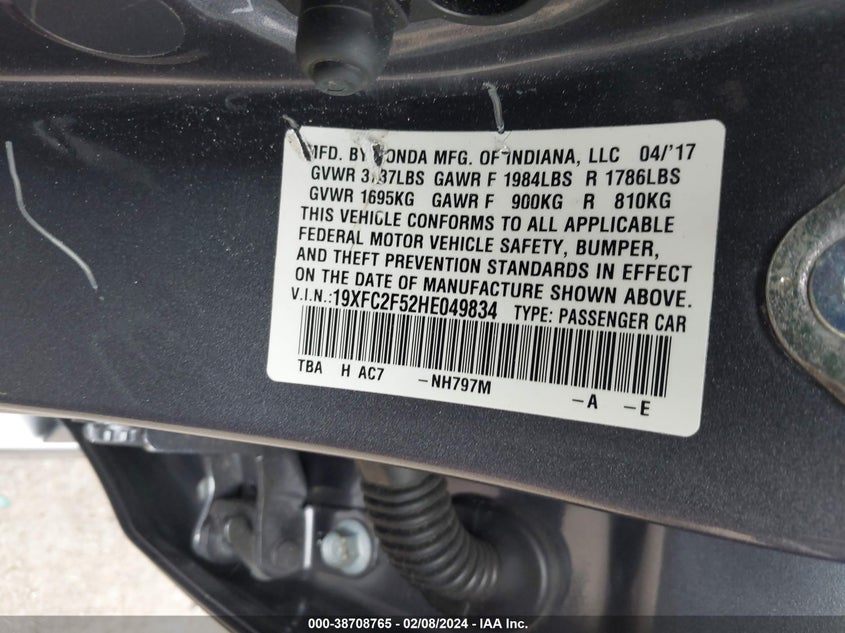 MFD. BY HONDA MFG. OF INDIANA, LLC 04/'17
GVWR 3737LBS GAWR F 1984LBS R 1786LBS
GVWR 1695KG GAWR F 900KG R 810KG
THIS VEHICLE CONFORMS TO ALL APPLICABLE
FEDERAL MOTOR VEHICLE SAFETY, BUMPER,
AND THEFT PREVENTION STANDARDS IN EFFECT
ON THE DATE OF MANUFACTURE SHOWN ABOVE.
V.I.N.:19XFC2F52HE049834 TYPE: PASSENGER CAR
TBA H AC7 -NH797M
-A -E
000-38708765 - 02/08/2024 - IAA Inc.